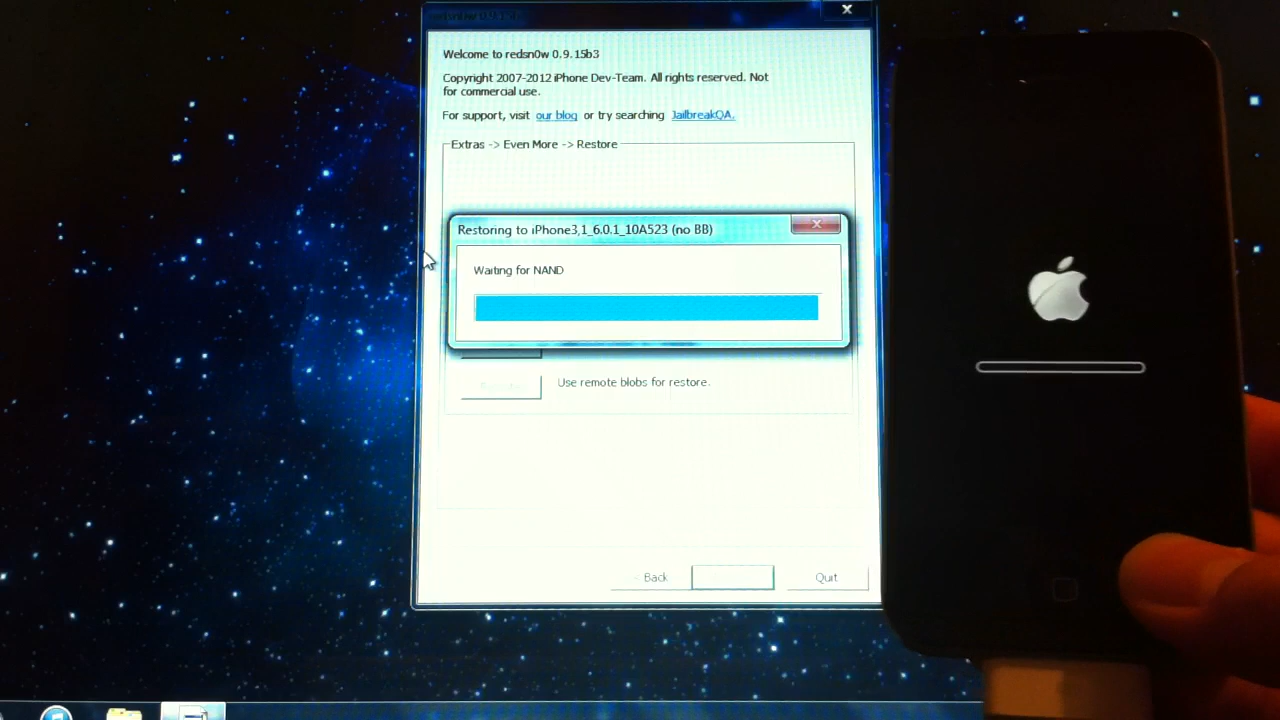 Welcome to redsn0w 0.9.15b3
Copyright 2007-2012 iPhone Dev-Team. All rights reserved. Not
for commercial use.
For support, visit our blog or try searching JailbreakQA.
Extras -> Even More -> Restore
Restoring to iPhone3,1_6.0.1_10A523 (no BB)
Waiting for NAND
Use remote blobs for restore.
< Back
Quit